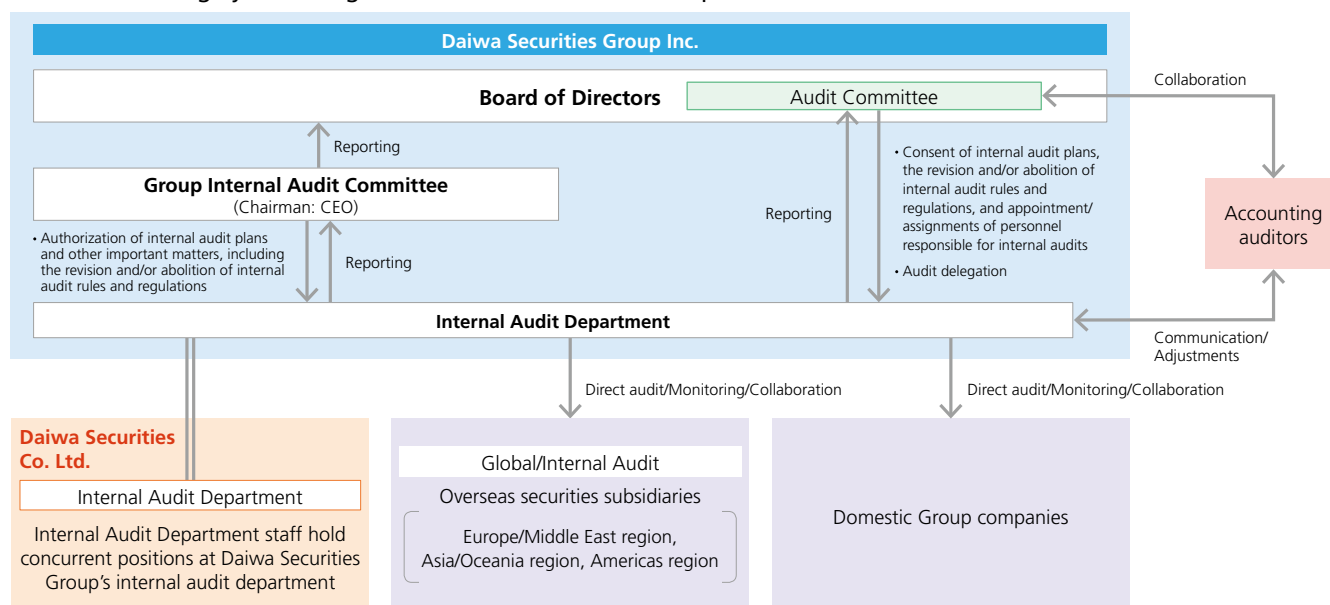 Daiwa Securities Group Inc.
Board of Directors
Audit Committee
Collaboration
Reporting
Group Internal Audit Committee
(Chairman: CEO)
• Authorization of internal audit plans
and other important matters, including
the revision and/or abolition of internal
audit rules and regulations
Reporting
Reporting
• Consent of internal audit plans,
the revision and/or abolition of
internal audit rules and
regulations, and appointment/
assignments of personnel
responsible for internal audits
• Audit delegation
Accounting
auditors
Internal Audit Department
Communication/
Adjustments
Direct audit/Monitoring/Collaboration
Direct audit/Monitoring/Collaboration
Daiwa Securities
Co. Ltd.
Internal Audit Department
Internal Audit Department staff hold
concurrent positions at Daiwa Securities
Group’s internal audit department
Global/Internal Audit
Overseas securities subsidiaries
Europe/Middle East region,
Asia/Oceania region, Americas region
Domestic Group companies